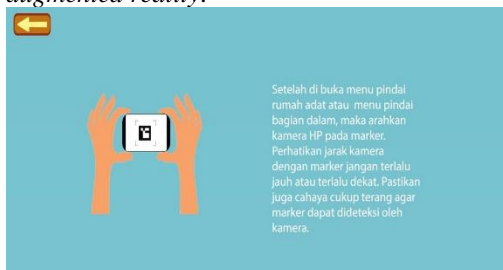 augmented reality.
Setelah di buka menu pindai
rumah adat atau menu pindai
bagian dalam, maka arahkan
kamera HP pada marker.
Perhatikan jarak kamera
dengan marker jangan terlalu
jauh atau terlalu dekat. Pastikan
juga cahaya cukup terang agar
marker dapat dideteksi oleh
kamera.